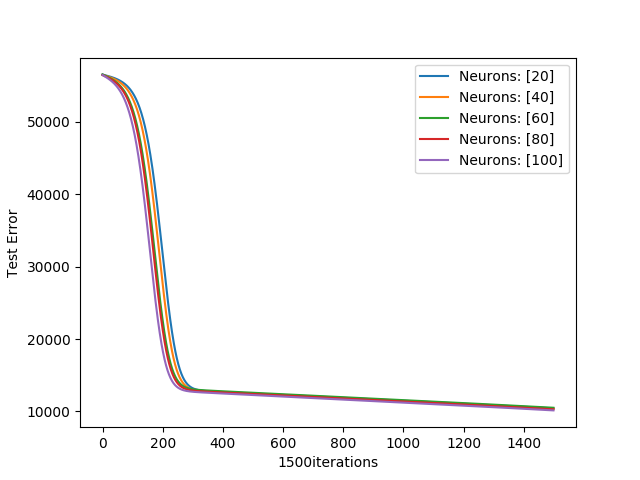 Neurons: [20]
Neurons: [40]
Neurons: [60]
Neurons: [80]
Neurons: [100]
50000
40000
30000
20000
10000
Test Error
0 200 400 600 800 1000 1200 1400
1500iterations